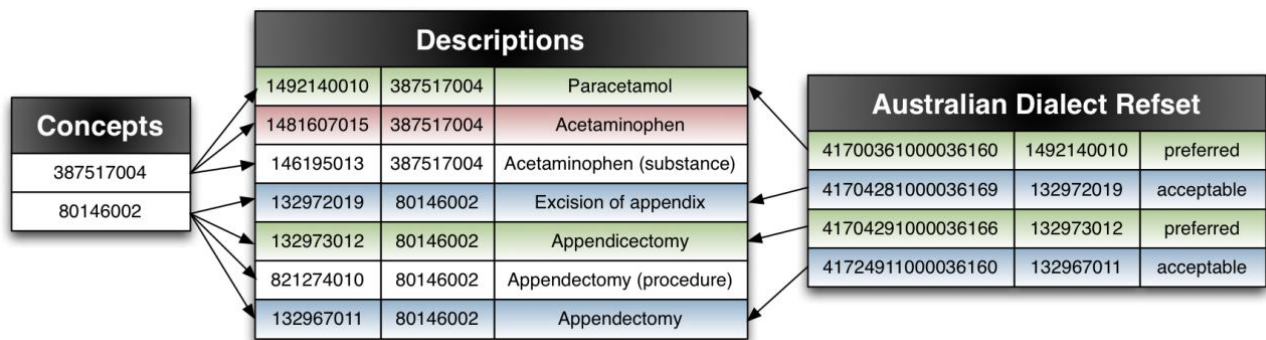 Concepts
387517004
80146002
Descriptions
1492140010 387517004 Paracetamol
1481607015 387517004 Acetaminophen
146195013 387517004 Acetaminophen (substance)
132972019 80146002 Excision of appendix
132973012 80146002 Appendicectomy
821274010 80146002 Appendectomy (procedure)
132967011 80146002 Appendectomy
Australian Dialect Refset
41700361000036160 1492140010 preferred
41704281000036169 132972019 acceptable
41704291000036166 132973012 preferred
41724911000036160 132967011 acceptable